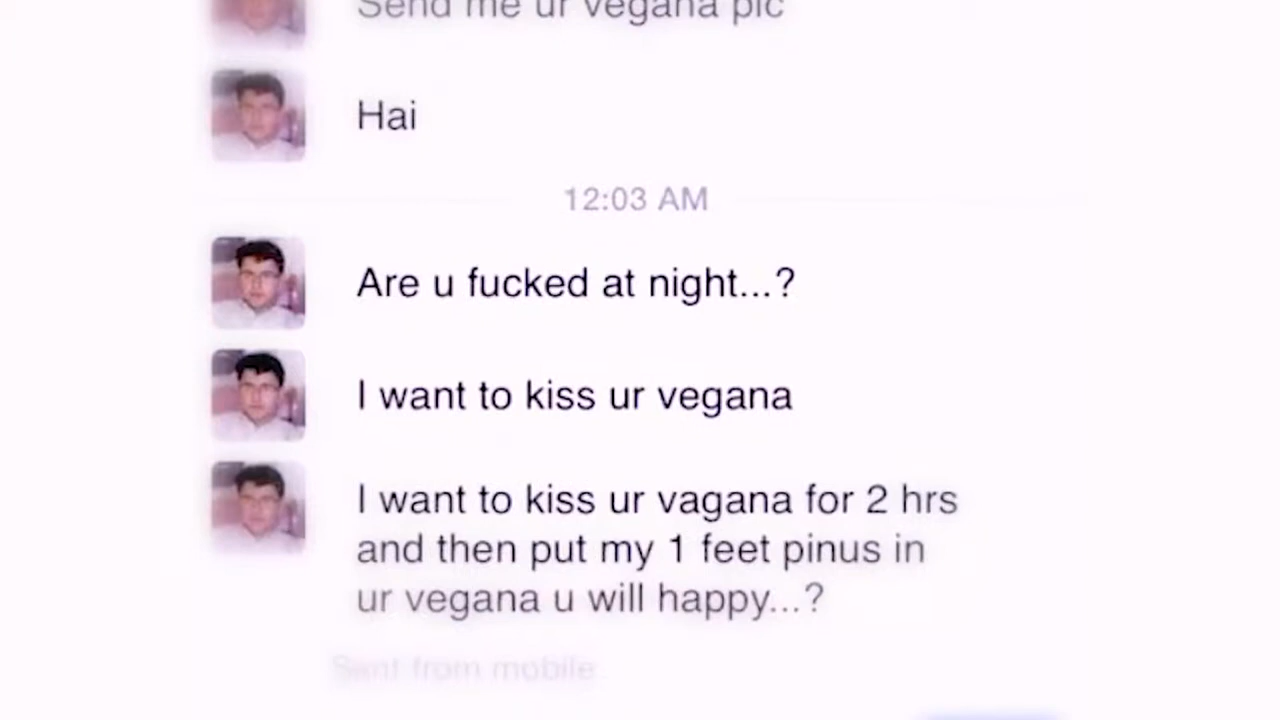 Send me ur vegana pic
Hai
12:03 AM
Are u fucked at night...?
I want to kiss ur vegana
I want to kiss ur vagana for 2 hrs
and then put my 1 feet pinus in
ur vegana u will happy...?
Sent from mobile